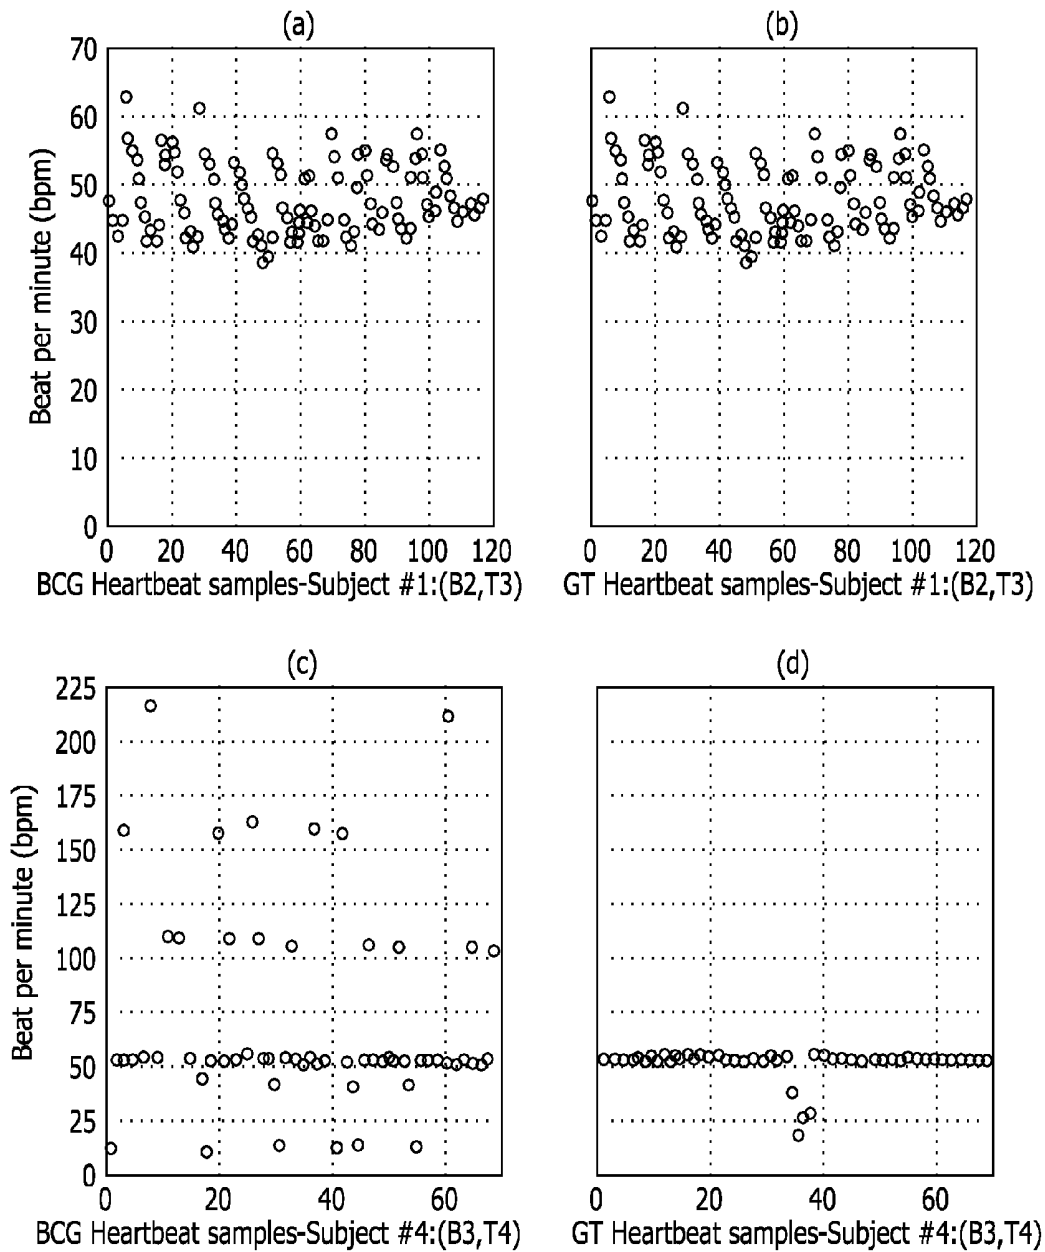 (a)
(b)
70
60
50
40
30
20
10
0
Beat per minute (bpm)
0 20 40 60 80 100 120
0 20 40 60 80 100 120
BCG Heartbeat samples-Subject #1:(B2,T3)
GT Heartbeat samples-Subject #1:(B2,T3)
(c)
(d)
225
200
175
150
125
100
75
50
25
0
Beat per minute (bpm)
0 20 40 60
0 20 40 60
BCG Heartbeat samples-Subject #4:(B3,T4)
GT Heartbeat samples-Subject #4:(B3,T4)